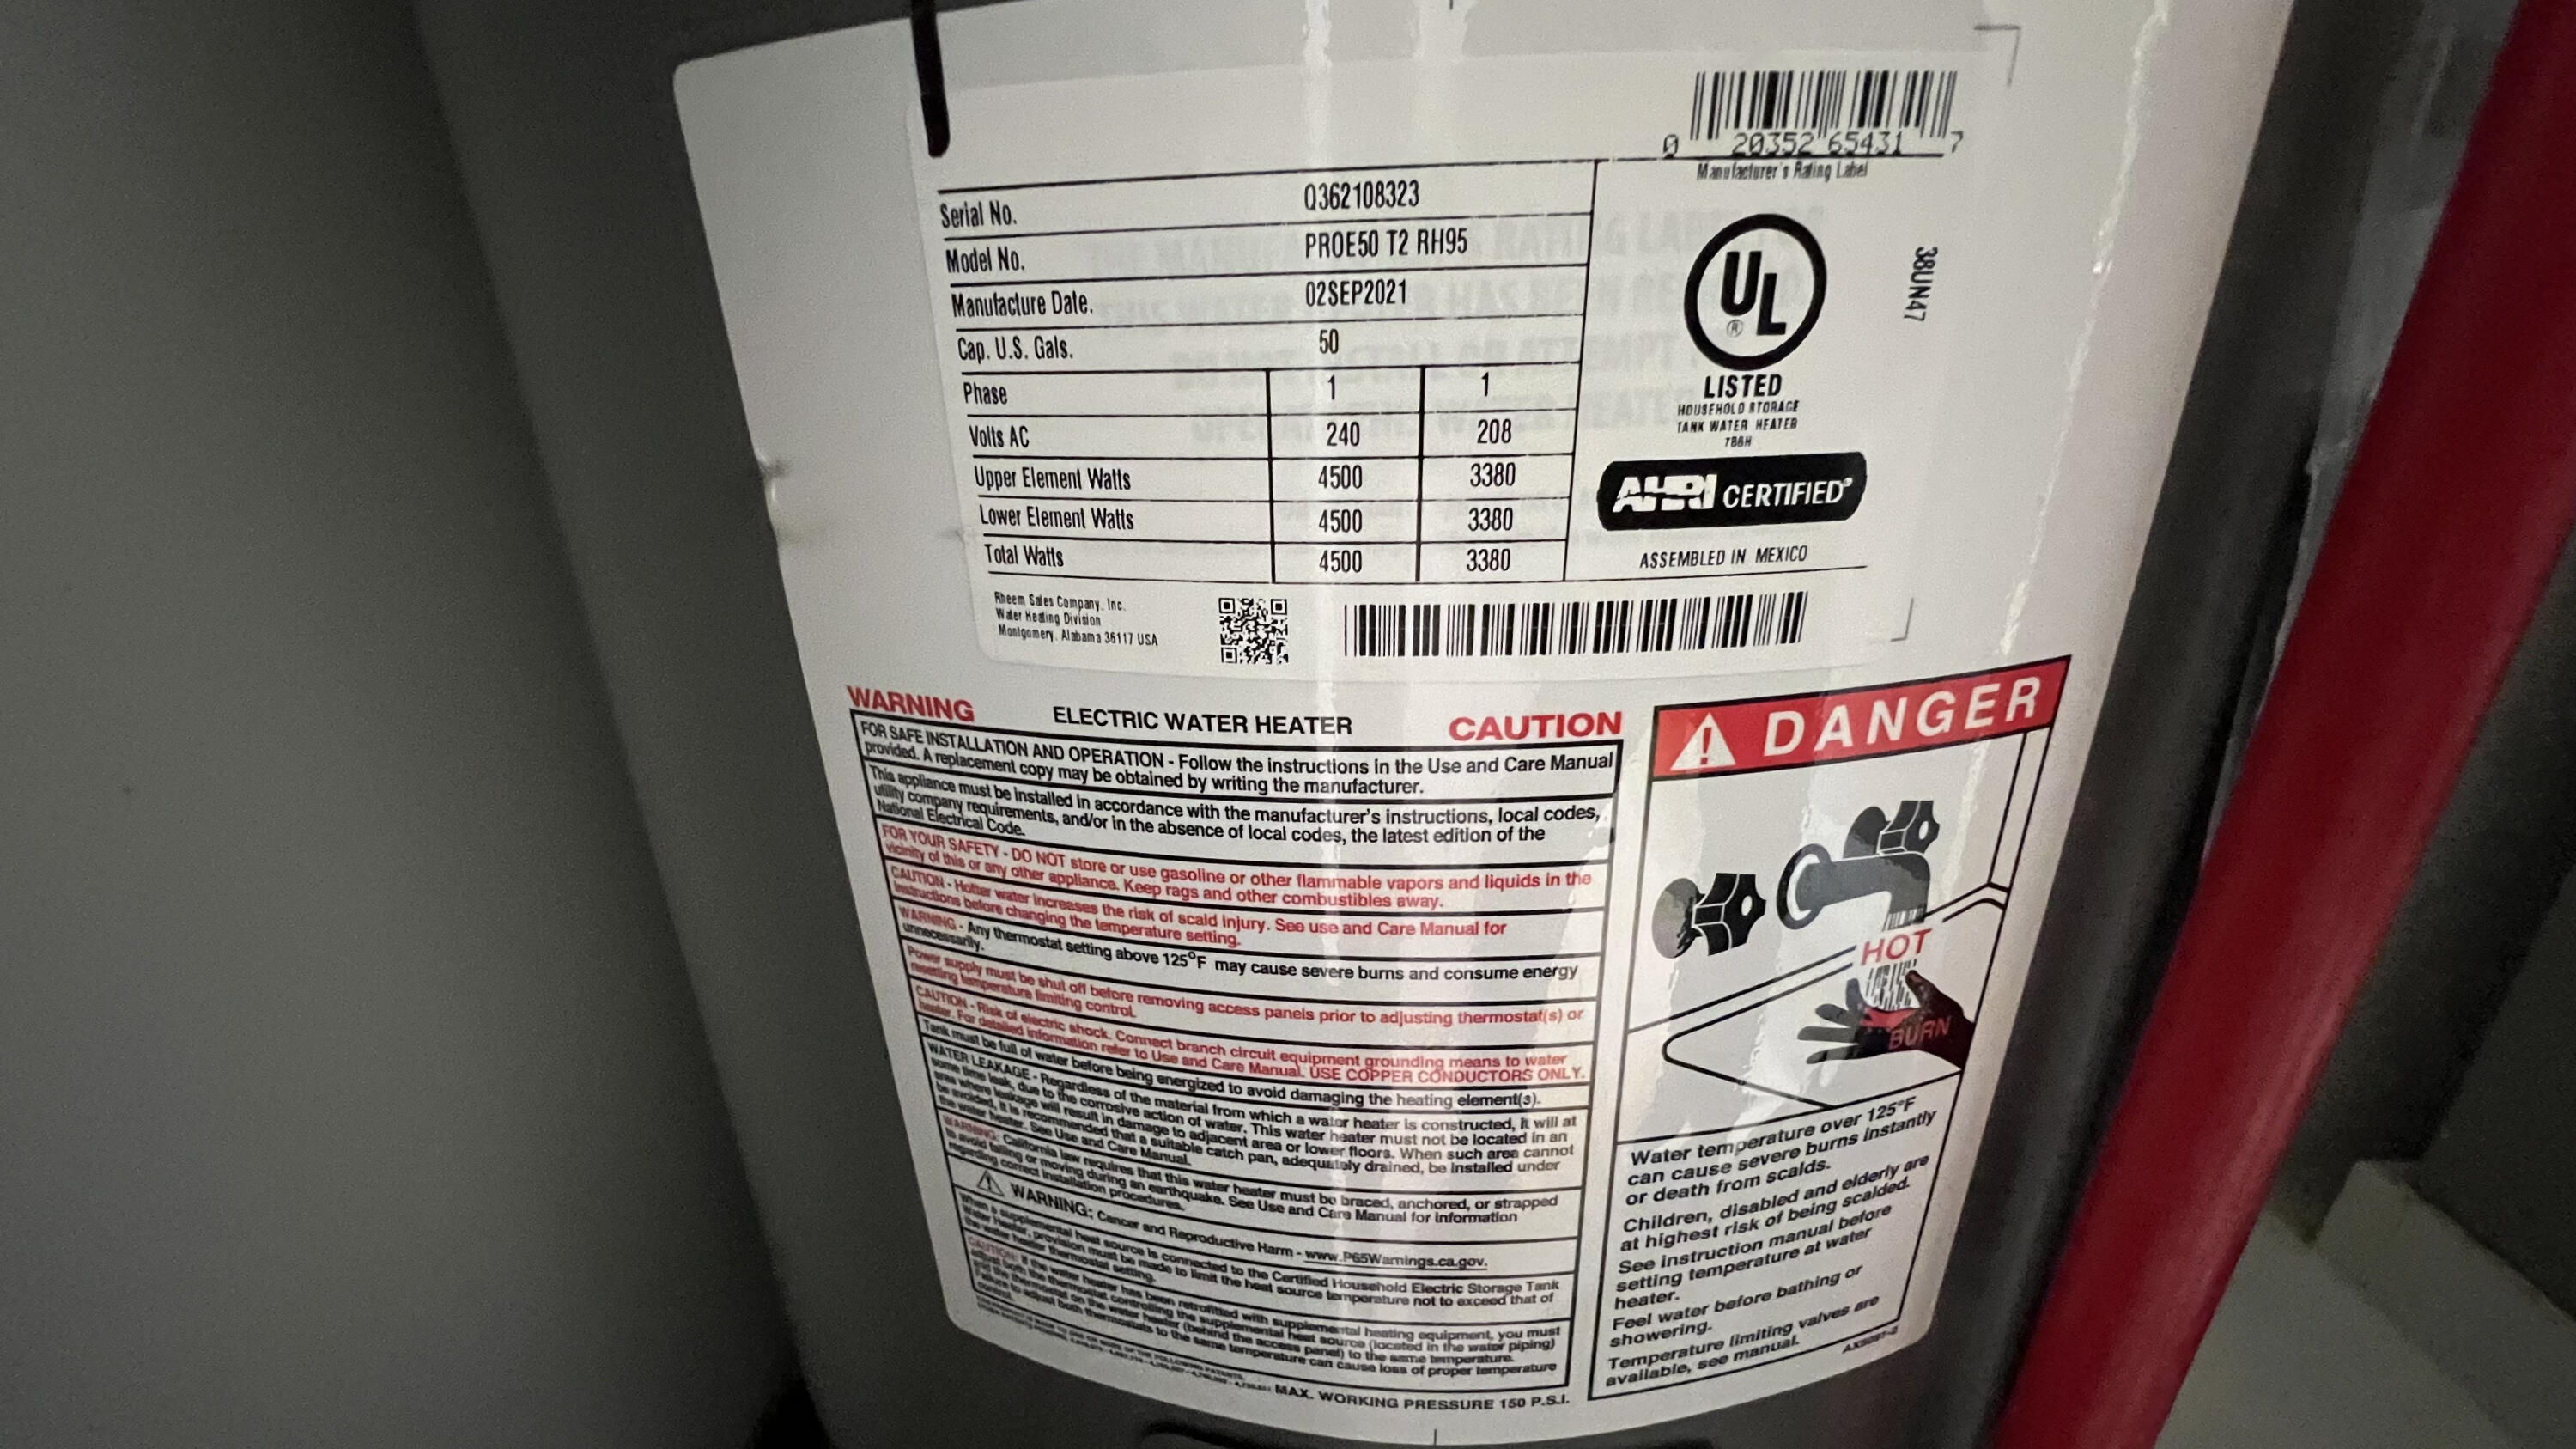 0 20352 65431 7
Manufacturer's Rating Label
Serial No. Q362108323
Model No. PROE50 T2 RH95
Manufacture Date. 02SEP2021
Cap. U.S. Gals. 50
Phase 1 1
Volts AC 240 208
Upper Element Watts 4500 3380
Lower Element Watts 4500 3380
Total Watts 4500 3380
UL
®
LISTED
HOUSEHOLD STORAGE
TANK WATER HEATER
38UN47
AHRI CERTIFIED®
ASSEMBLED IN MEXICO
Rheem Sales Company, Inc.
Water Heating Division
Montgomery, Alabama 36117 USA
WARNING ELECTRIC WATER HEATER CAUTION
FOR SAFE INSTALLATION AND OPERATION - Follow the instructions in the Use and Care Manual
provided. A replacement copy may be obtained by writing the manufacturer.
This appliance must be installed in accordance with the manufacturer's instructions, local codes,
utility company requirements, and/or in the absence of local codes, the latest edition of the
National Electrical Code.
FOR YOUR SAFETY - DO NOT store or use gasoline or other flammable vapors and liquids in the
vicinity of this or any other appliance. Keep rags and other combustibles away.
CAUTION - Hotter water increases the risk of scald injury. See use and Care Manual for
instructions before changing the temperature setting.
WARNING - Any thermostat setting above 125°F may cause severe burns and consume energy
unnecessarily.
Power supply must be shut off before removing access panels prior to adjusting thermostat(s) or
resetting temperature limiting control.
CAUTION - Risk of electric shock. Connect branch circuit equipment grounding means to water
heater. For detailed information refer to Use and Care Manual. USE COPPER CONDUCTORS ONLY.
Tank must be full of water before being energized to avoid damaging the heating element(s).
WATER LEAKAGE - Regardless of the material from which a water heater is constructed, it will at
some time leak, due to the corrosive action of water. This water heater must not be located in an
area where leakage will result in damage to adjacent area or lower floors. When such area cannot
be avoided, it is recommended that a suitable catch pan, adequately drained, be installed under
the water heater. See Use and Care Manual.
WARNING: California law requires that this water heater must be braced, anchored, or strapped
to avoid falling or moving during an earthquake. See Use and Care Manual for information
regarding correct installation procedures.
WARNING: Cancer and Reproductive Harm - www.P65Warnings.ca.gov.
When a supplemental heat source is connected to the Certified Household Electric Storage Tank
Water Heater, provision must be made to limit the heat source temperature not to exceed that of
the water heater thermostat setting.
CAUTION: If the water heater has been retrofitted with supplemental heating equipment, you must
adjust both the thermostat controlling the supplemental heat source (located in the water piping)
and the thermostat on the water heater (behind the access panel) to the same temperature.
Failure to adjust both thermostats to the same temperature can cause loss of proper temperature
control.
MAX. WORKING PRESSURE 150 P.S.I.
DANGER
HOT
BURN
Water temperature over 125°F
can cause severe burns instantly
or death from scalds.
Children, disabled and elderly are
at highest risk of being scalded.
See instruction manual before
setting temperature at water
heater.
Feel water before bathing or
showering.
Temperature limiting valves are
available, see manual.